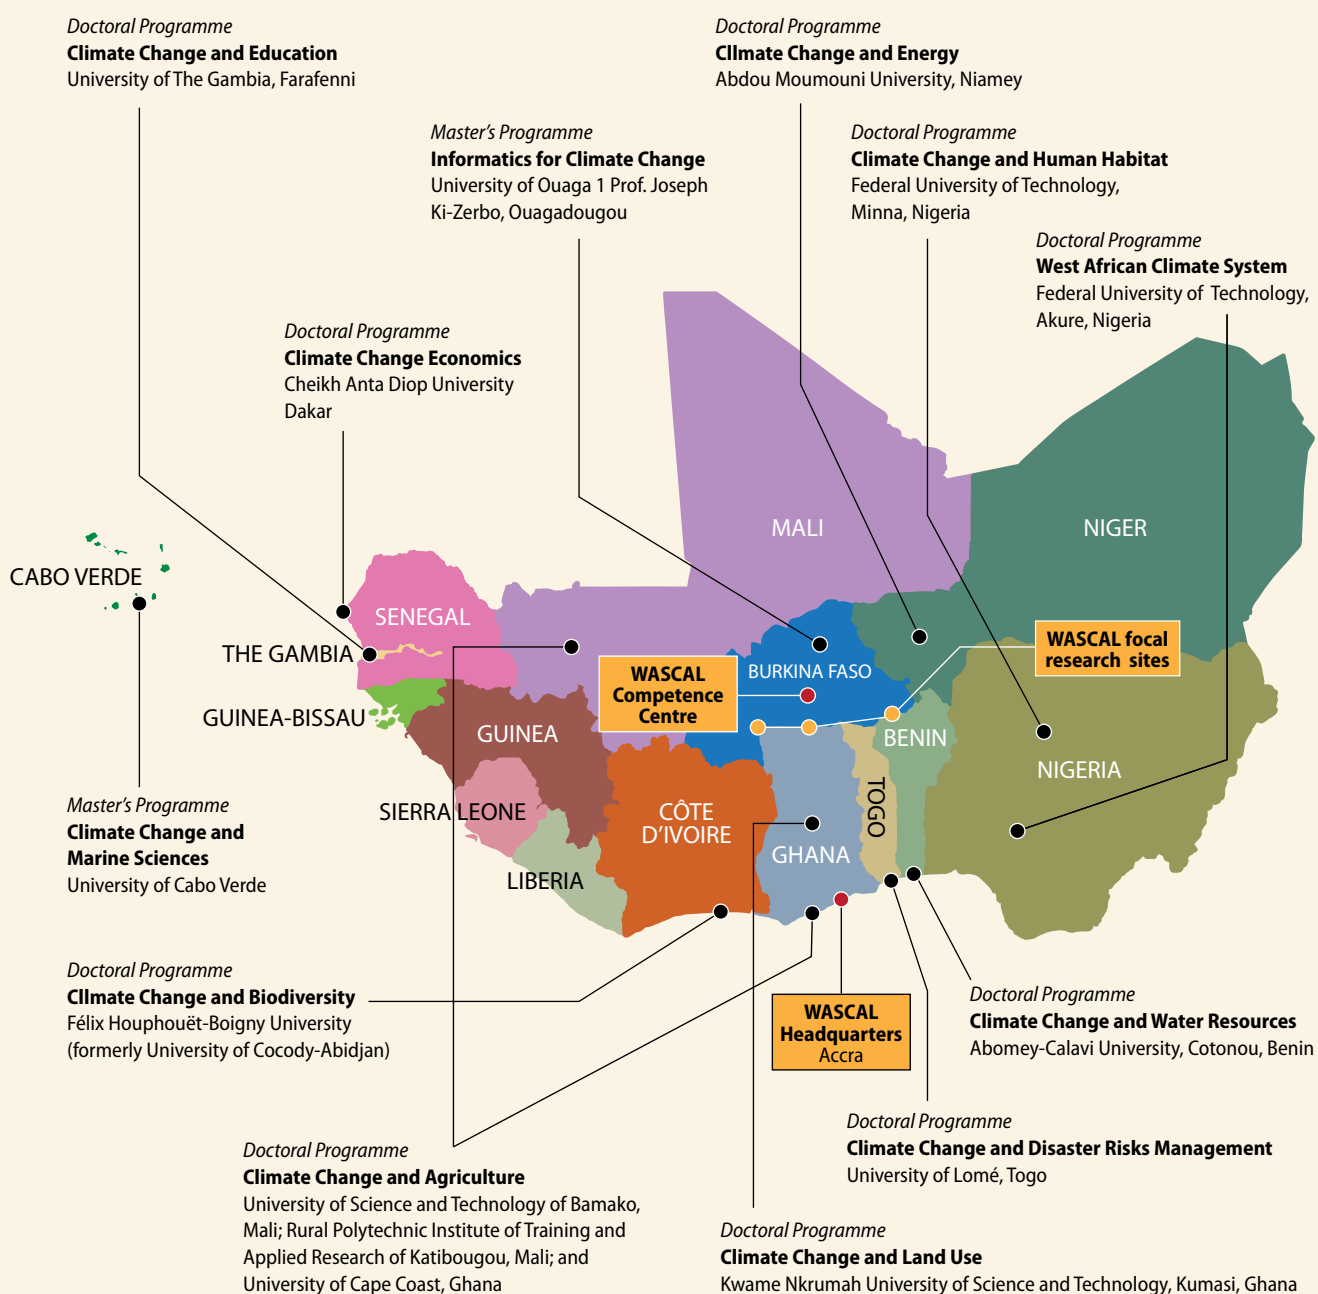 Doctoral Programme
Climate Change and Education
University of The Gambia, Farafenni
Doctoral Programme
ClImate Change and Energy
Abdou Moumouni University, Niamey
Master's Programme
Informatics for Climate Change
University of Ouaga 1 Prof. Joseph
Ki-Zerbo, Ouagadougou
Doctoral Programme
Climate Change and Human Habitat
Federal University of Technology,
Minna, Nigeria
Doctoral Programme
West African Climate System
Federal University of Technology,
Akure, Nigeria
Doctoral Programme
Climate Change Economics
Cheikh Anta Diop University
Dakar
MALI
NIGER
CABO VERDE
SENEGAL
THE GAMBIA
WASCAL focal
research sites
WASCAL
Competence
Centre
BURKINA FASO
GUINEA-BISSAU
GUINEA
BENIN
NIGERIA
SIERRA LEONE
CÔTE
D'IVOIRE
TOGO
GHANA
LIBERIA
Master's Programme
Climate Change and
Marine Sciences
University of Cabo Verde
Doctoral Programme
ClImate Change and Biodiversity
Félix Houphouët-Boigny University
(formerly University of Cocody-Abidjan)
WASCAL
Headquarters
Accra
Doctoral Programme
Climate Change and Water Resources
Abomey-Calavi University, Cotonou, Benin
Doctoral Programme
Climate Change and Disaster Risks Management
University of Lomé, Togo
Doctoral Programme
Climate Change and Agriculture
University of Science and Technology of Bamako,
Mali; Rural Polytechnic Institute of Training and
Applied Research of Katibougou, Mali; and
University of Cape Coast, Ghana
Doctoral Programme
Climate Change and Land Use
Kwame Nkrumah University of Science and Technology, Kumasi, Ghana